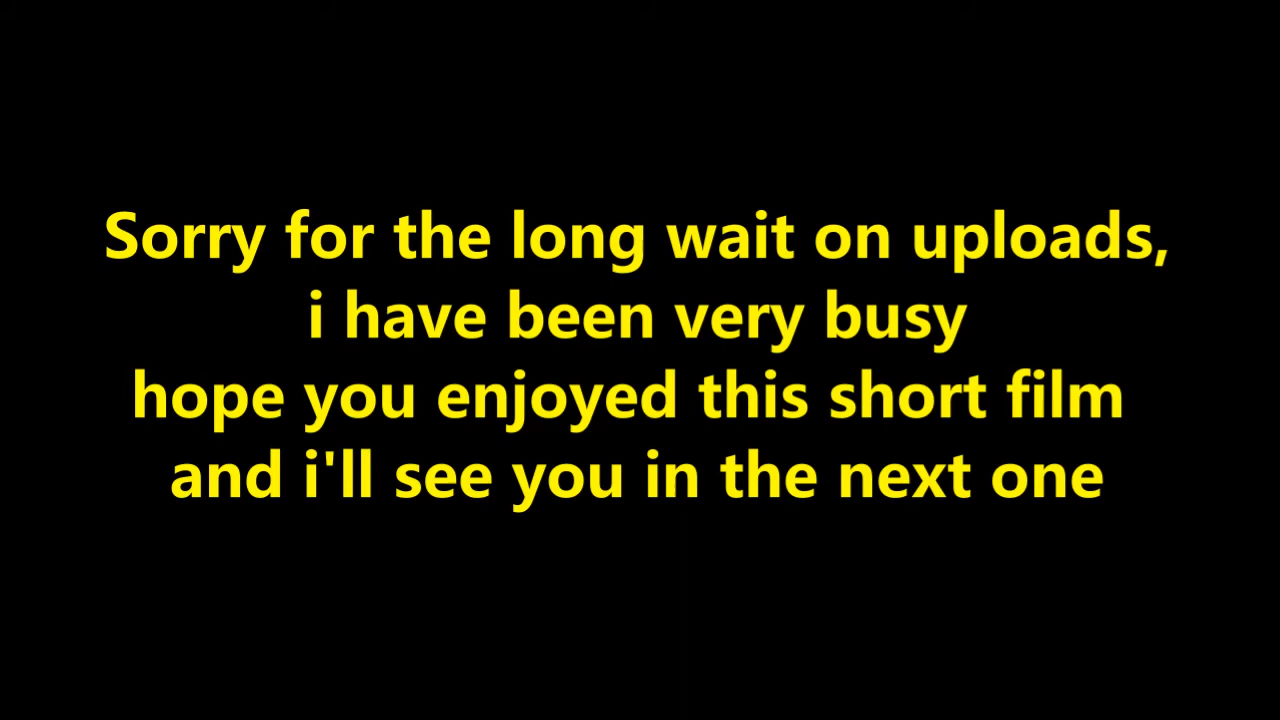 Sorry for the long wait on uploads,
i have been very busy
hope you enjoyed this short film
and i'll see you in the next one